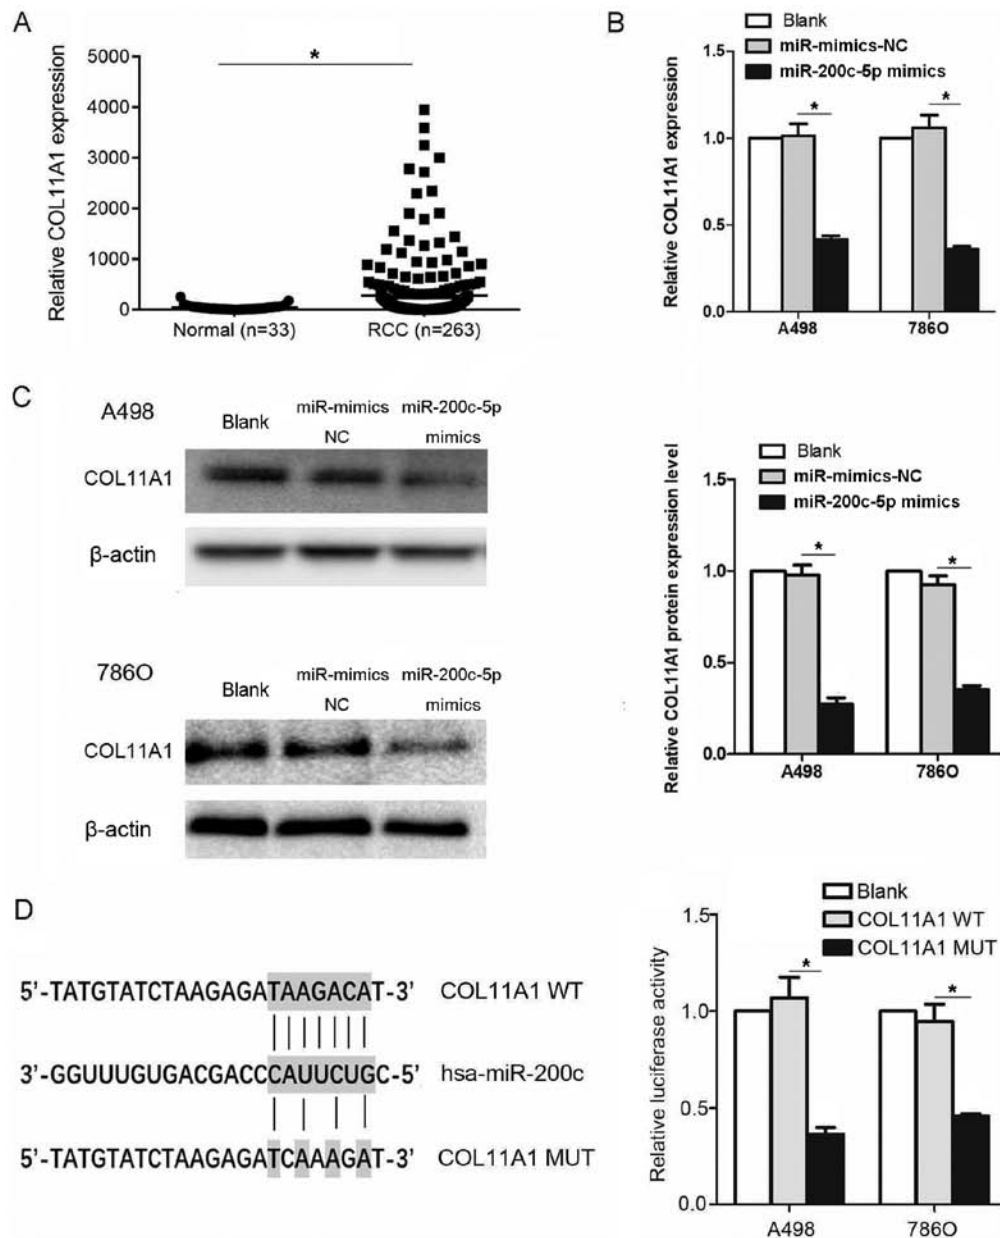 A
Relative COL11A1 expression
5000
4000
3000
2000
1000
0
*
Normal (n=33)
RCC (n=263)
B
Blank
miR-mimics-NC
miR-200c-5p mimics
Relative COL11A1 expression
1.5
1.0
0.5
0.0
*
*
A498
786O
C
A498
Blank
miR-mimics
NC
miR-200c-5p
mimics
COL11A1
β-actin
786O
Blank
miR-mimics
NC
miR-200c-5p
mimics
COL11A1
β-actin
Blank
miR-mimics-NC
miR-200c-5p mimics
Relative COL11A1 protein expression level
1.5
1.0
0.5
0.0
*
*
A498
786O
D
5'-TATGTATCTAAGAGATAAGACAT-3' COL11A1 WT
3'-GGUUUGUGACGACCCAUUCUGC-5' hsa-miR-200c
5'-TATGTATCTAAGAGATCAAAGAT-3' COL11A1 MUT
Blank
COL11A1 WT
COL11A1 MUT
Relative luciferase activity
1.5
1.0
0.5
0.0
*
*
A498
786O